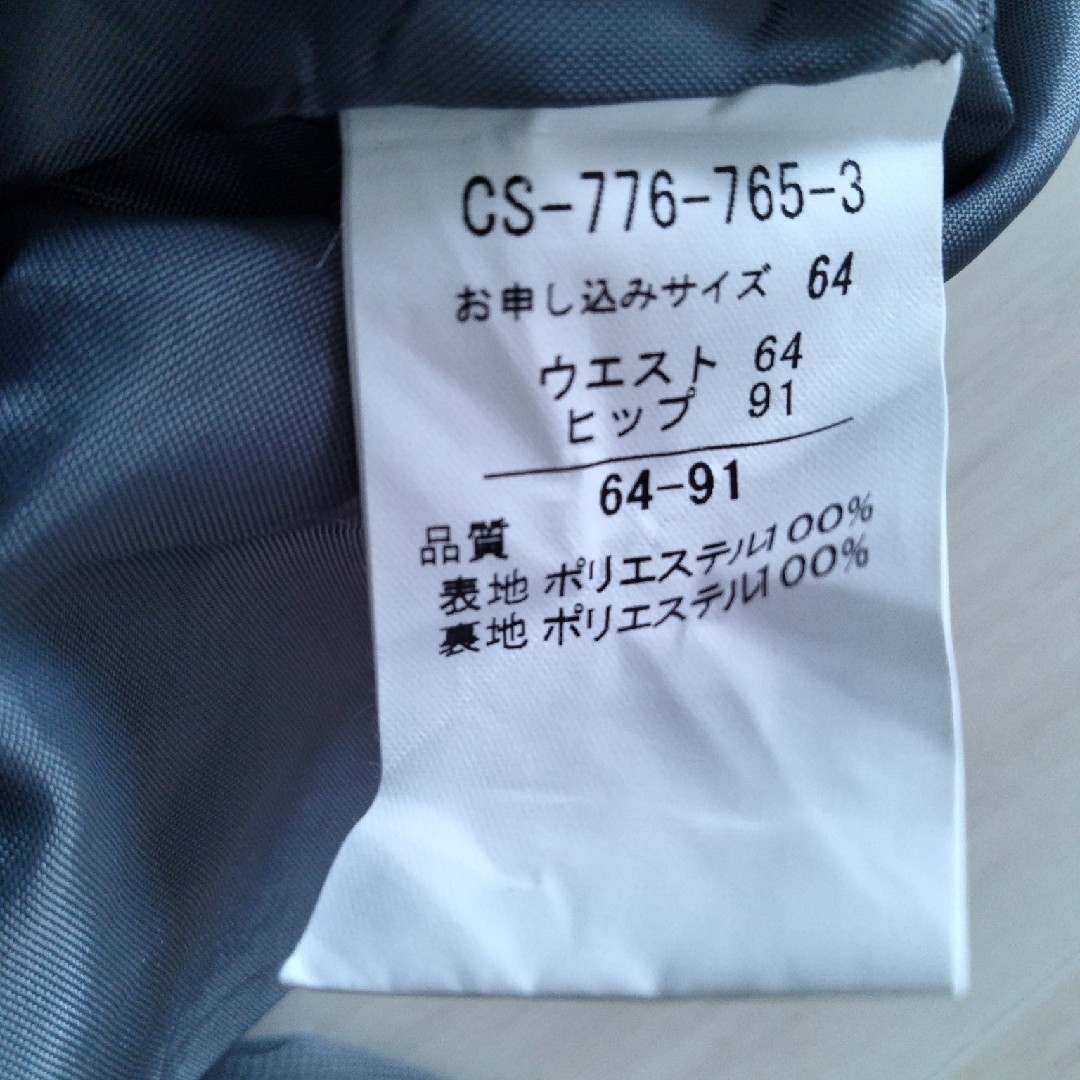 CS-776-765-3
お申し込みサイズ 64
ウエスト 64
ヒップ 91
64-91
品質
表地 ポリエステル100%
裏地 ポリエステル100%